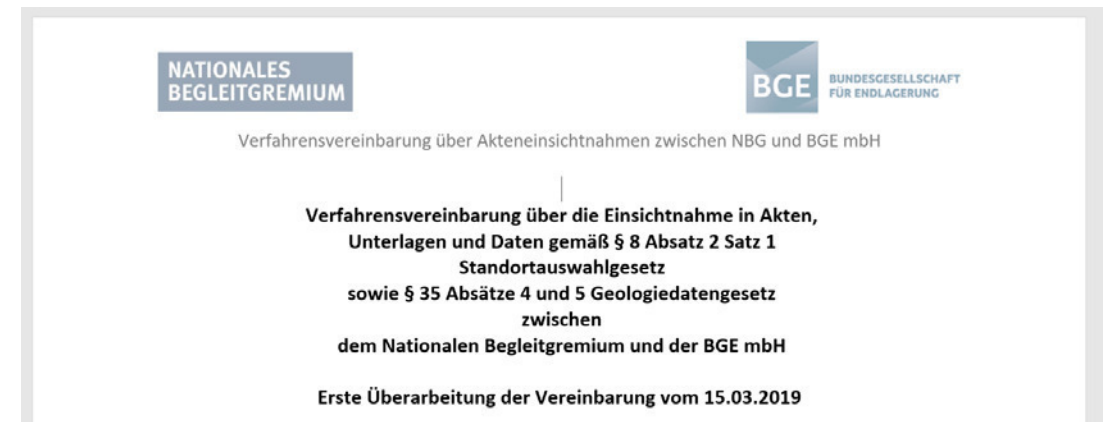 NATIONALES
BEGLEITGREMIUM
BGE
BUNDESGESELLSCHAFT
FÜR ENDLAGERUNG
Verfahrensvereinbarung über Akteneinsichtnahmen zwischen NBG und BGE mbH
Verfahrensvereinbarung über die Einsichtnahme in Akten,
Unterlagen und Daten gemäß § 8 Absatz 2 Satz 1
Standortauswahlgesetz
sowie § 35 Absätze 4 und 5 Geologiedatengesetz
zwischen
dem Nationalen Begleitgremium und der BGE mbH
Erste Überarbeitung der Vereinbarung vom 15.03.2019